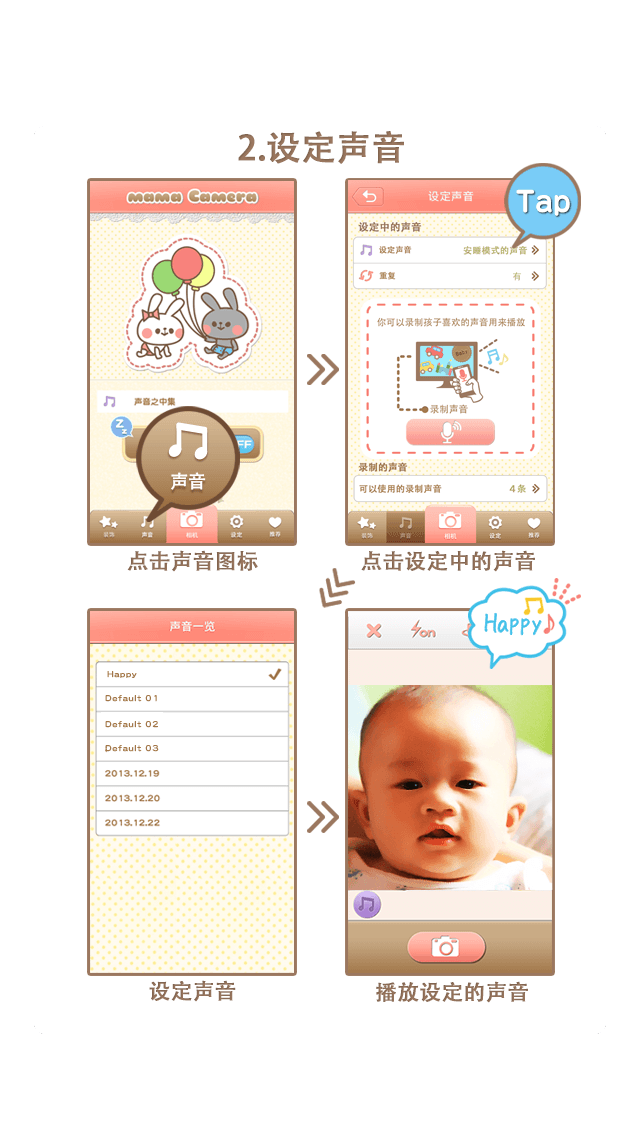 2.设定声音
mama Camera
声音之中集
z z
FF
声音
装饰
声音
相机
设定
推荐
点击声音图标
设定声音
Tap
设定中的声音
设定声音
安睡模式的声音
重复
有
你可以录制孩子喜欢的声音用来播放
录制声音
录制的声音
可以使用的录制声音
4条
装饰
声音
相机
设定
推荐
点击设定中的声音
声音一览
Happy
Default 01
Default 02
Default 03
2013.12.19
2013.12.20
2013.12.22
设定声音
on
Happy
播放设定的声音